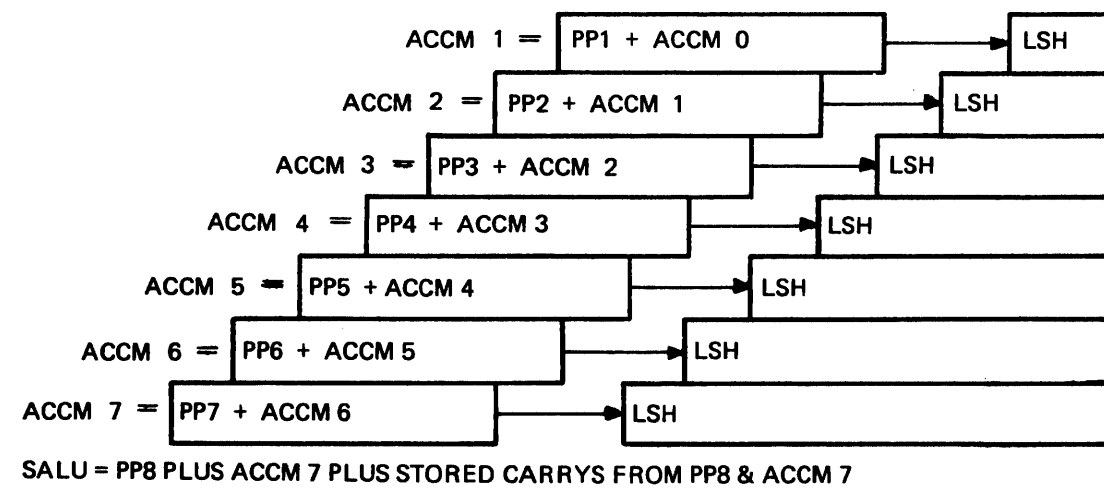 ACCM 1 = PP1 + ACCM 0 LSH
ACCM 2 = PP2 + ACCM 1 LSH
ACCM 3 = PP3 + ACCM 2 LSH
ACCM 4 = PP4 + ACCM 3 LSH
ACCM 5 = PP5 + ACCM 4 LSH
ACCM 6 = PP6 + ACCM 5 LSH
ACCM 7 = PP7 + ACCM 6 LSH
SALU = PP8 PLUS ACCM 7 PLUS STORED CARRYS FROM PP8 & ACCM 7